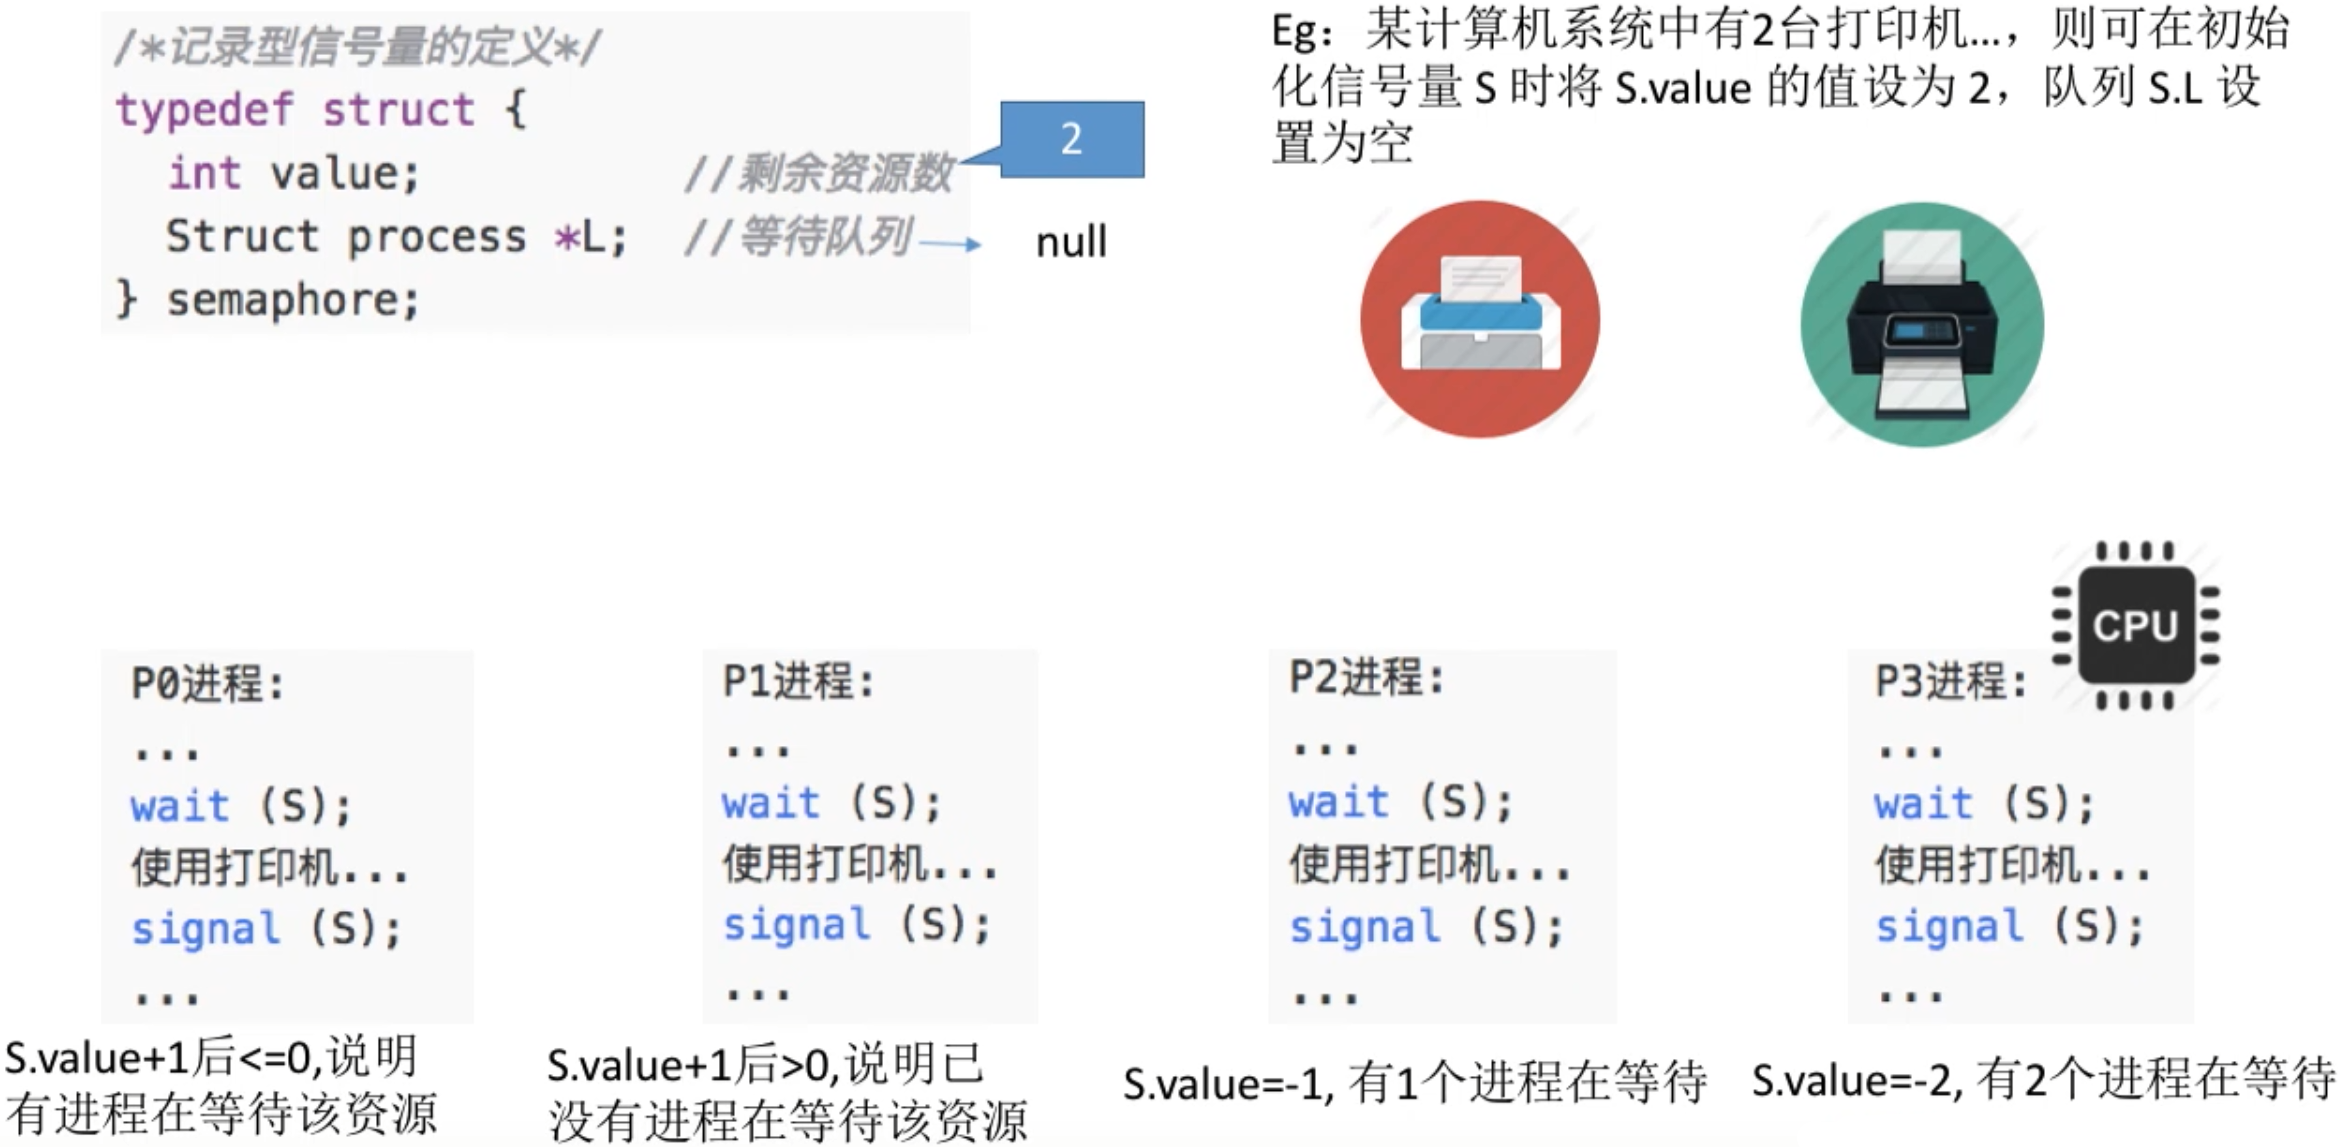 /*记录型信号量的定义*/
typedef struct {
int value; //剩余资源数
2
Struct process *L; //等待队列
null
} semaphore;
Eg：某计算机系统中有2台打印机...，则可在初始
化信号量 S 时将 S.value 的值设为 2，队列 S.L 设
置为空
CPU
P0进程:
...
wait (S);
使用打印机...
signal (S);
...
S.value+1后<=0,说明
有进程在等待该资源
P1进程:
...
wait (S);
使用打印机...
signal (S);
...
S.value+1后>0,说明已
没有进程在等待该资源
P2进程:
...
wait (S);
使用打印机...
signal (S);
...
S.value=-1, 有1个进程在等待
P3进程:
...
wait (S);
使用打印机...
signal (S);
...
S.value=-2, 有2个进程在等待